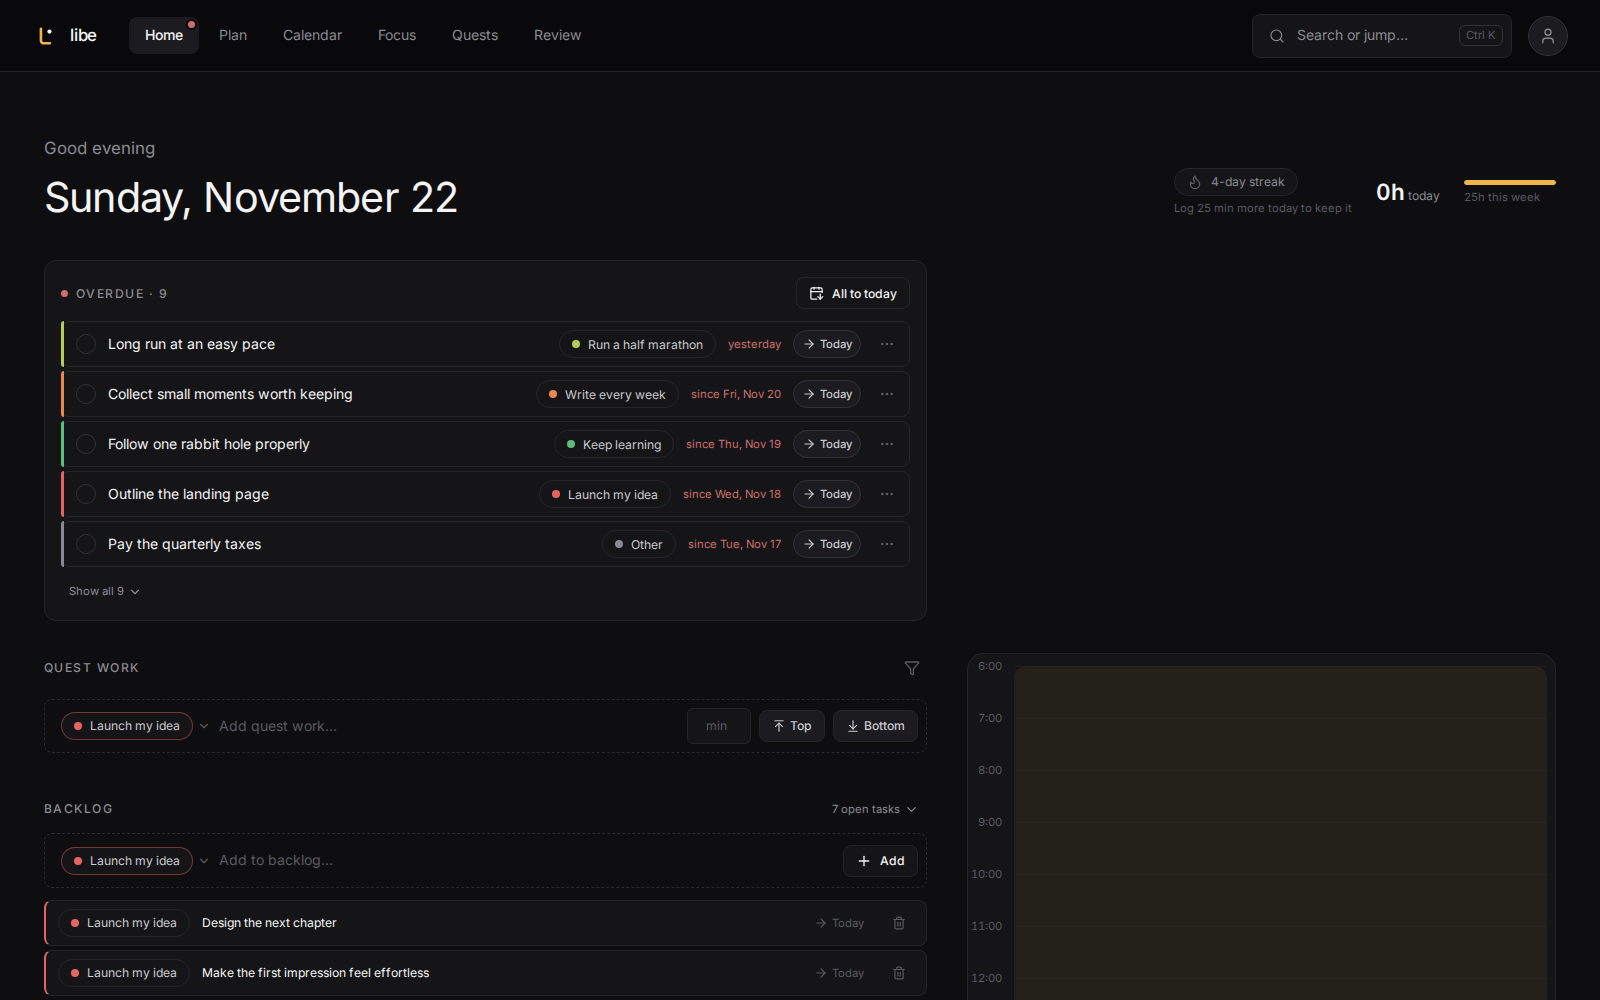 libe
Home
Plan
Calendar
Focus
Quests
Review
Search or jump...
Ctrl K
Good evening
Sunday, November 22
4-day streak
Log 25 min more today to keep it
0h today
25h this week
OVERDUE · 9
All to today
Long run at an easy pace
Run a half marathon
yesterday
Today
Collect small moments worth keeping
Write every week
since Fri, Nov 20
Today
Follow one rabbit hole properly
Keep learning
since Thu, Nov 19
Today
Outline the landing page
Launch my idea
since Wed, Nov 18
Today
Pay the quarterly taxes
Other
since Tue, Nov 17
Today
Show all 9
QUEST WORK
Launch my idea
Add quest work...
min
Top
Bottom
BACKLOG
7 open tasks
Launch my idea
Add to backlog...
Add
Launch my idea
Design the next chapter
Today
Launch my idea
Make the first impression feel effortless
Today
6:00
7:00
8:00
9:00
10:00
11:00
12:00